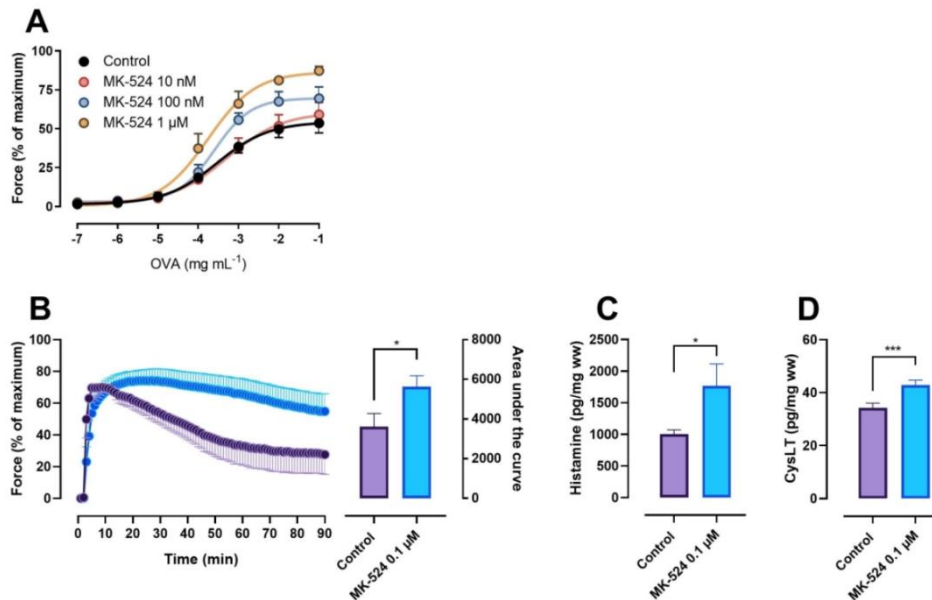 A
Force (% of maximum)
100
75
50
25
0
Control
MK-524 10 nM
MK-524 100 nM
MK-524 1 µM
-7 -6 -5 -4 -3 -2 -1
OVA (mg mL⁻¹)
B
Force (% of maximum)
100
80
60
40
20
0
0 10 20 30 40 50 60 70 80 90
Time (min)
*
Control
MK-524 0.1 µM
8000
6000
4000
2000
0
Area under the curve
C
Histamine (pg/mg ww)
2500
2000
1500
1000
500
0
*
Control
MK-524 0.1 µM
D
CysLT (pg/mg ww)
60
40
20
0
***
Control
MK-524 0.1 µM